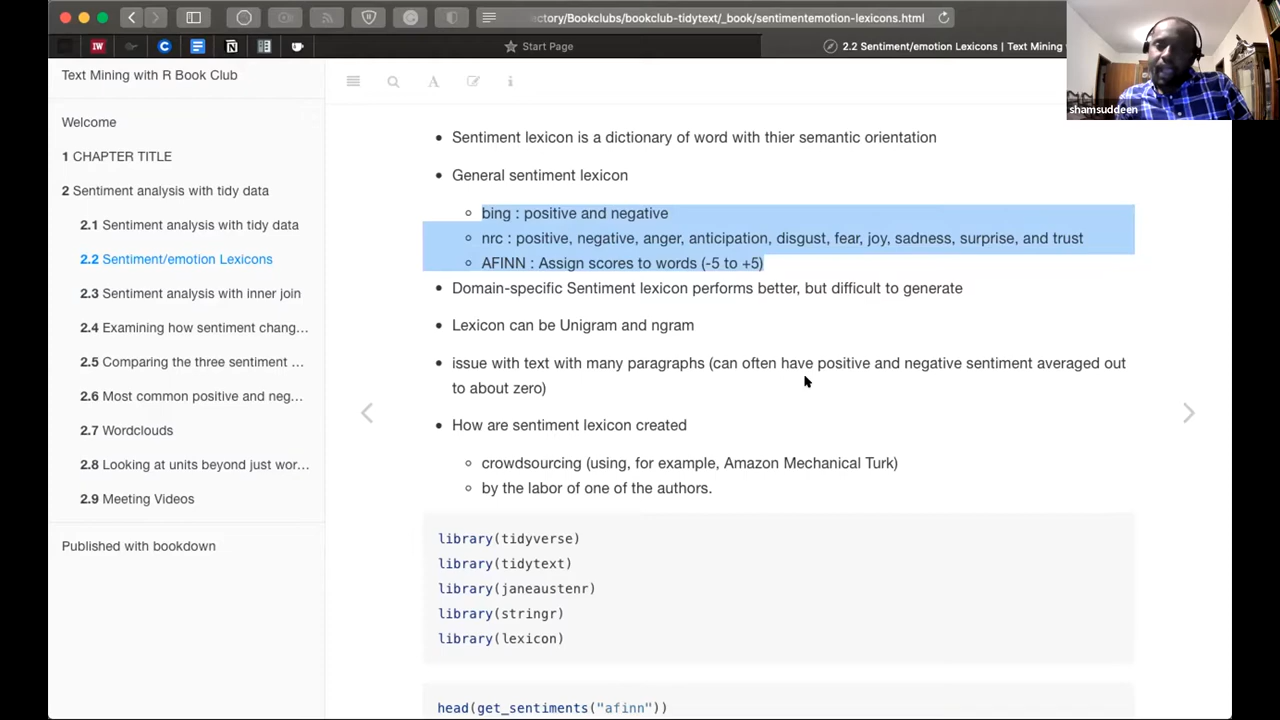 ctory/Bookclubs/bookclub-tidytext/_book/sentimentemotion-lexicons.html
IW
Start Page
2.2 Sentiment/emotion Lexicons | Text Mining
shamsuddeen
Text Mining with R Book Club
Welcome
1 CHAPTER TITLE
2 Sentiment analysis with tidy data
2.1 Sentiment analysis with tidy data
2.2 Sentiment/emotion Lexicons
2.3 Sentiment analysis with inner join
2.4 Examining how sentiment chang...
2.5 Comparing the three sentiment ...
2.6 Most common positive and neg...
2.7 Wordclouds
2.8 Looking at units beyond just wor...
2.9 Meeting Videos
Published with bookdown
A
i
• Sentiment lexicon is a dictionary of word with thier semantic orientation
• General sentiment lexicon
◦ bing : positive and negative
◦ nrc : positive, negative, anger, anticipation, disgust, fear, joy, sadness, surprise, and trust
◦ AFINN : Assign scores to words (-5 to +5)
• Domain-specific Sentiment lexicon performs better, but difficult to generate
• Lexicon can be Unigram and ngram
• issue with text with many paragraphs (can often have positive and negative sentiment averaged out
to about zero)
• How are sentiment lexicon created
◦ crowdsourcing (using, for example, Amazon Mechanical Turk)
◦ by the labor of one of the authors.
library(tidyverse)
library(tidytext)
library(janeaustenr)
library(stringr)
library(lexicon)
head(get_sentiments("afinn"))